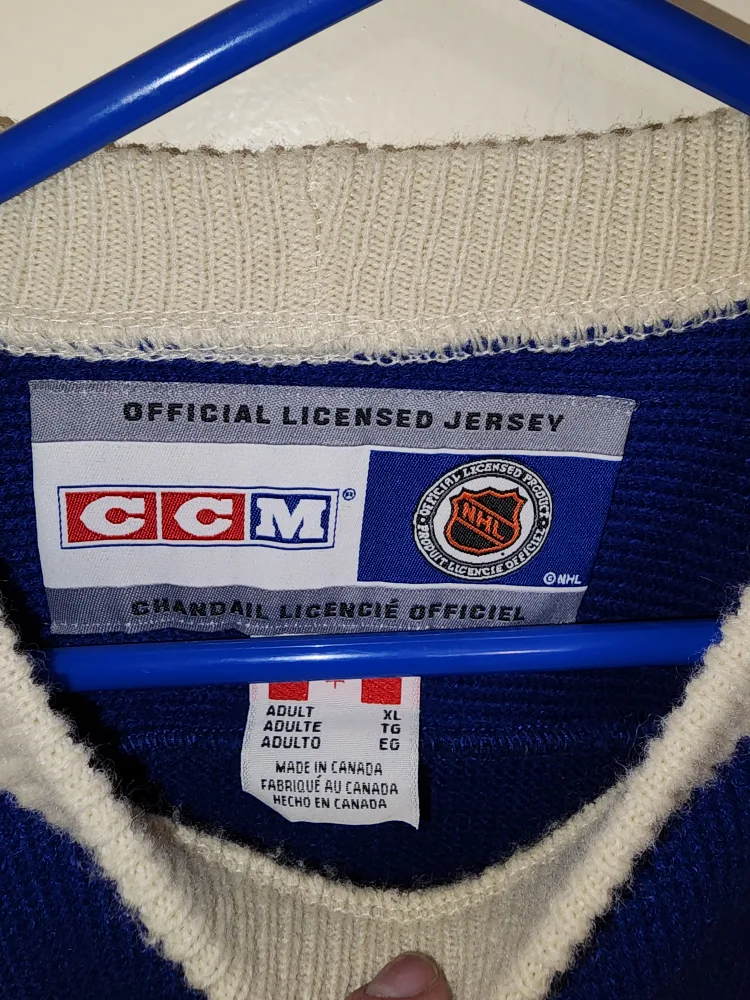 OFFICIAL LICENSED JERSEY
CCM®
OFFICIAL LICENSED PRODUCT
NHL
PRODUIT LICENCIE OFFICIEL
© NHL
CHANDAIL LICENCIÉ OFFICIEL
ADULT XL
ADULTE TG
ADULTO EG
MADE IN CANADA
FABRIQUÉ AU CANADA
HECHO EN CANADA